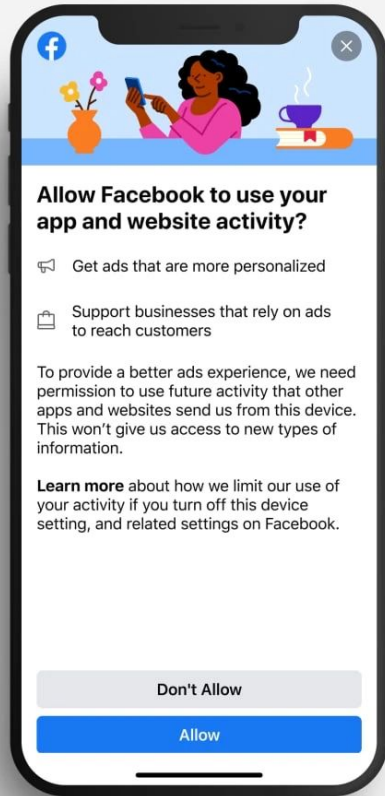 Allow Facebook to use your
app and website activity?
Get ads that are more personalized
Support businesses that rely on ads
to reach customers
To provide a better ads experience, we need
permission to use future activity that other
apps and websites send us from this device.
This won’t give us access to new types of
information.
Learn more about how we limit our use of
your activity if you turn off this device
setting, and related settings on Facebook.
Don't Allow
Allow